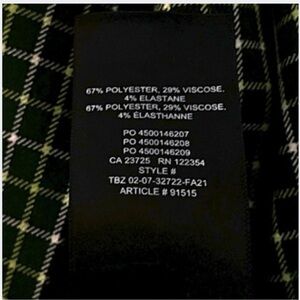 67% POLYESTER, 29% VISCOSE,
4% ELASTANE
67% POLYESTER, 29% VISCOSE,
4% ÉLASTHANNE
PO 4500146207
PO 4500146208
PO 4500146209
CA 23725 RN 122354
STYLE #
TBZ 02-07-32722-FA21
ARTICLE # 91515